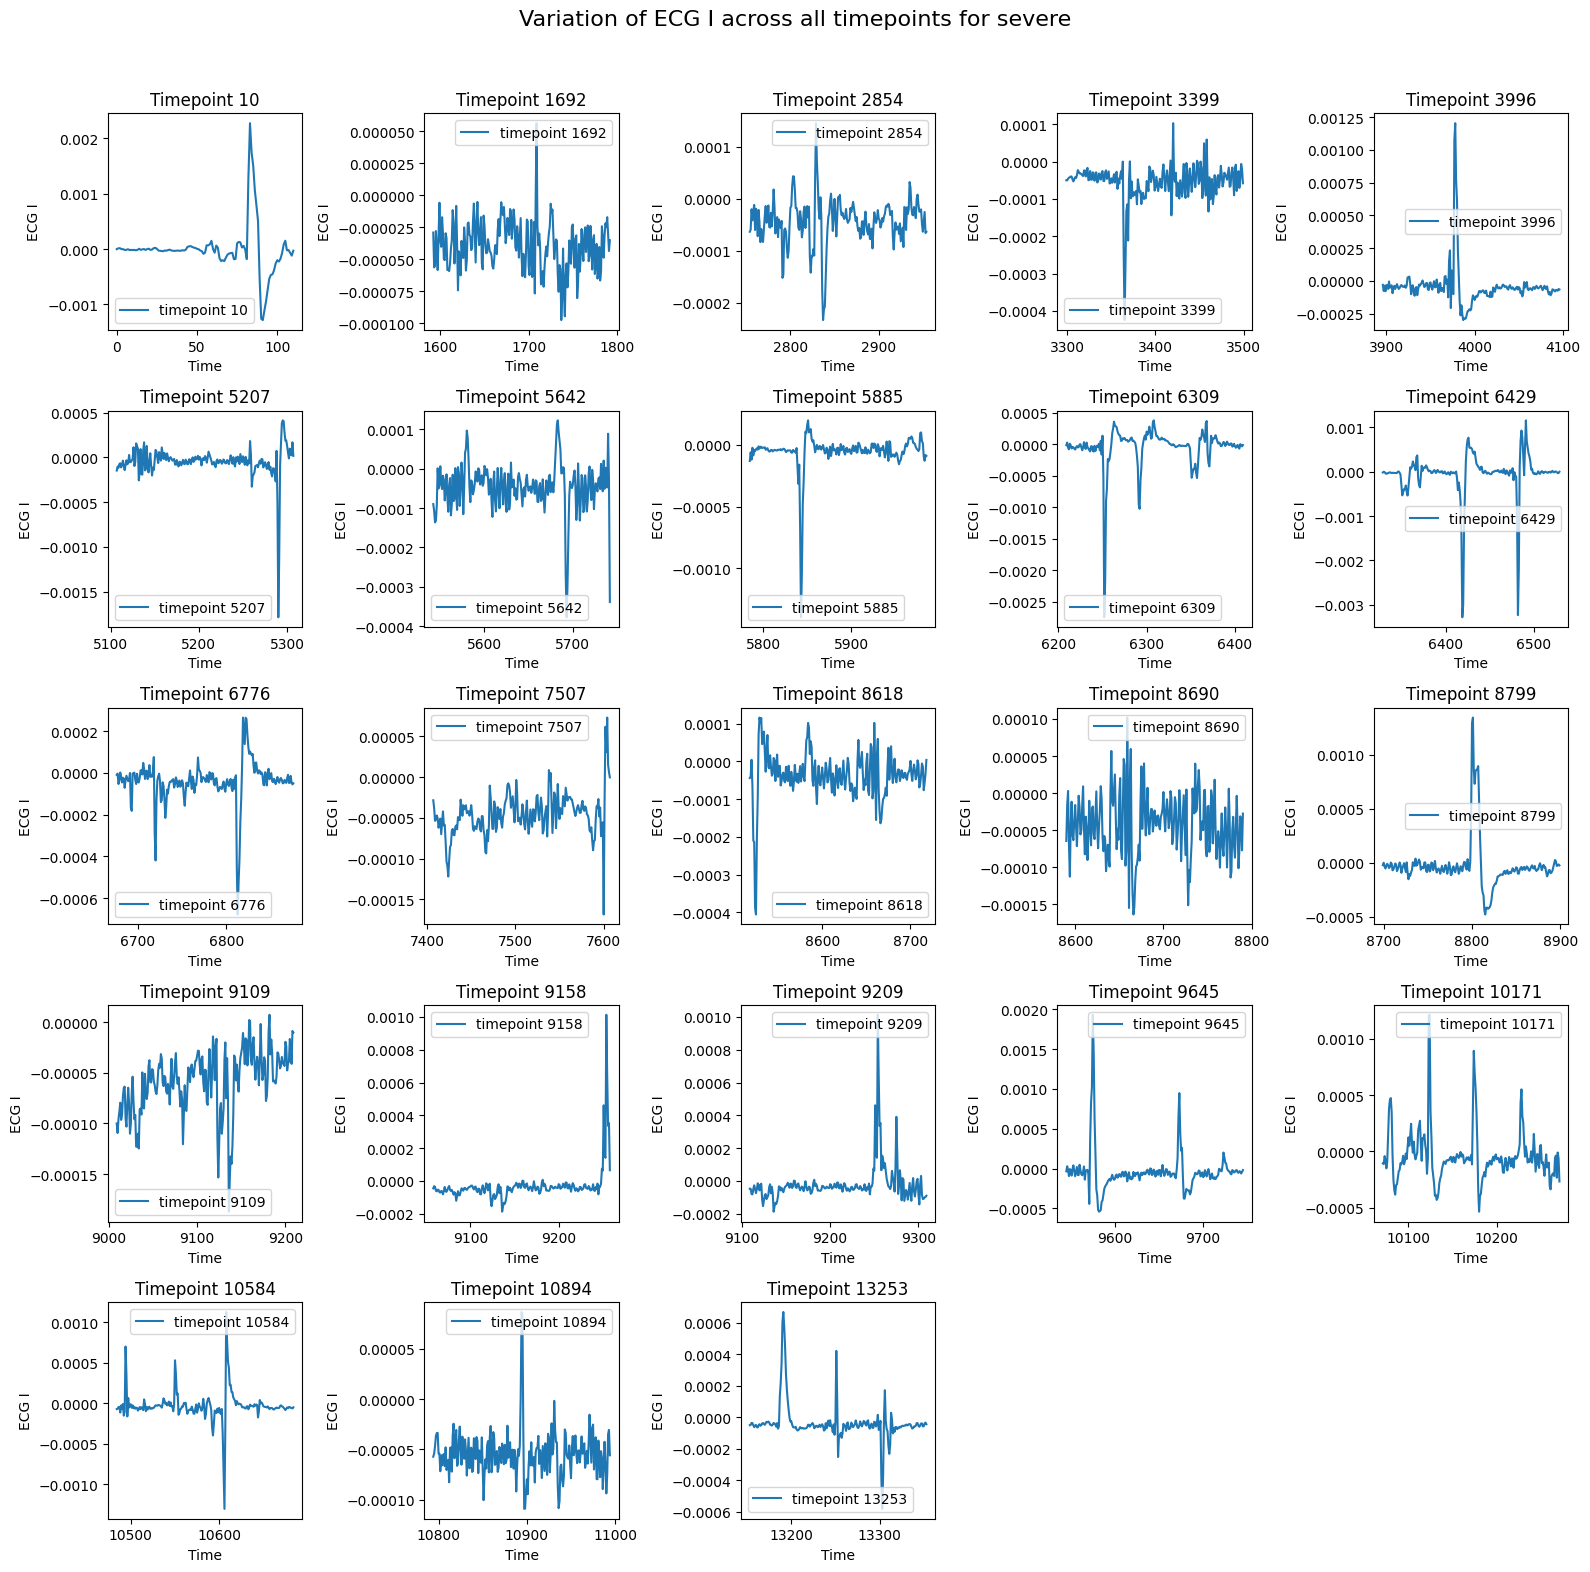 Variation of ECG I across all timepoints for severe
Timepoint 10
ECG I
0.002
0.001
0.000
−0.001
timepoint 10
0 50 100
Time
Timepoint 1692
ECG I
0.000050
0.000025
0.000000
−0.000025
−0.000050
−0.000075
−0.000100
timepoint 1692
1600 1700 1800
Time
Timepoint 2854
ECG I
0.0001
0.0000
−0.0001
−0.0002
timepoint 2854
2800 2900
Time
Timepoint 3399
ECG I
0.0001
0.0000
−0.0001
−0.0002
−0.0003
−0.0004
timepoint 3399
3300 3400 3500
Time
Timepoint 3996
ECG I
0.00125
0.00100
0.00075
0.00050
0.00025
0.00000
−0.00025
timepoint 3996
3900 4000 4100
Time
Timepoint 5207
ECG I
0.0005
0.0000
−0.0005
−0.0010
−0.0015
timepoint 5207
5100 5200 5300
Time
Timepoint 5642
ECG I
0.0001
0.0000
−0.0001
−0.0002
−0.0003
−0.0004
timepoint 5642
5600 5700
Time
Timepoint 5885
ECG I
0.0000
−0.0005
−0.0010
timepoint 5885
5800 5900
Time
Timepoint 6309
ECG I
0.0005
0.0000
−0.0005
−0.0010
−0.0015
−0.0020
−0.0025
timepoint 6309
6200 6300 6400
Time
Timepoint 6429
ECG I
0.001
0.000
−0.001
−0.002
−0.003
timepoint 6429
6400 6500
Time
Timepoint 6776
ECG I
0.0002
0.0000
−0.0002
−0.0004
−0.0006
timepoint 6776
6700 6800
Time
Timepoint 7507
ECG I
0.00005
0.00000
−0.00005
−0.00010
−0.00015
timepoint 7507
7400 7500 7600
Time
Timepoint 8618
ECG I
0.0001
0.0000
−0.0001
−0.0002
−0.0003
−0.0004
timepoint 8618
8600 8700
Time
Timepoint 8690
ECG I
0.00010
0.00005
0.00000
−0.00005
−0.00010
−0.00015
timepoint 8690
8600 8700 8800
Time
Timepoint 8799
ECG I
0.0010
0.0005
0.0000
−0.0005
timepoint 8799
8700 8800 8900
Time
Timepoint 9109
ECG I
0.00000
−0.00005
−0.00010
−0.00015
timepoint 9109
9000 9100 9200
Time
Timepoint 9158
ECG I
0.0010
0.0008
0.0006
0.0004
0.0002
0.0000
−0.0002
timepoint 9158
9100 9200
Time
Timepoint 9209
ECG I
0.0010
0.0008
0.0006
0.0004
0.0002
0.0000
−0.0002
timepoint 9209
9100 9200 9300
Time
Timepoint 9645
ECG I
0.0020
0.0015
0.0010
0.0005
0.0000
−0.0005
timepoint 9645
9600 9700
Time
Timepoint 10171
ECG I
0.0010
0.0005
0.0000
−0.0005
timepoint 10171
10100 10200
Time
Timepoint 10584
ECG I
0.0010
0.0005
0.0000
−0.0005
−0.0010
timepoint 10584
10500 10600
Time
Timepoint 10894
ECG I
0.00005
0.00000
−0.00005
−0.00010
timepoint 10894
10800 10900 11000
Time
Timepoint 13253
ECG I
0.0006
0.0004
0.0002
0.0000
−0.0002
−0.0004
−0.0006
timepoint 13253
13200 13300
Time